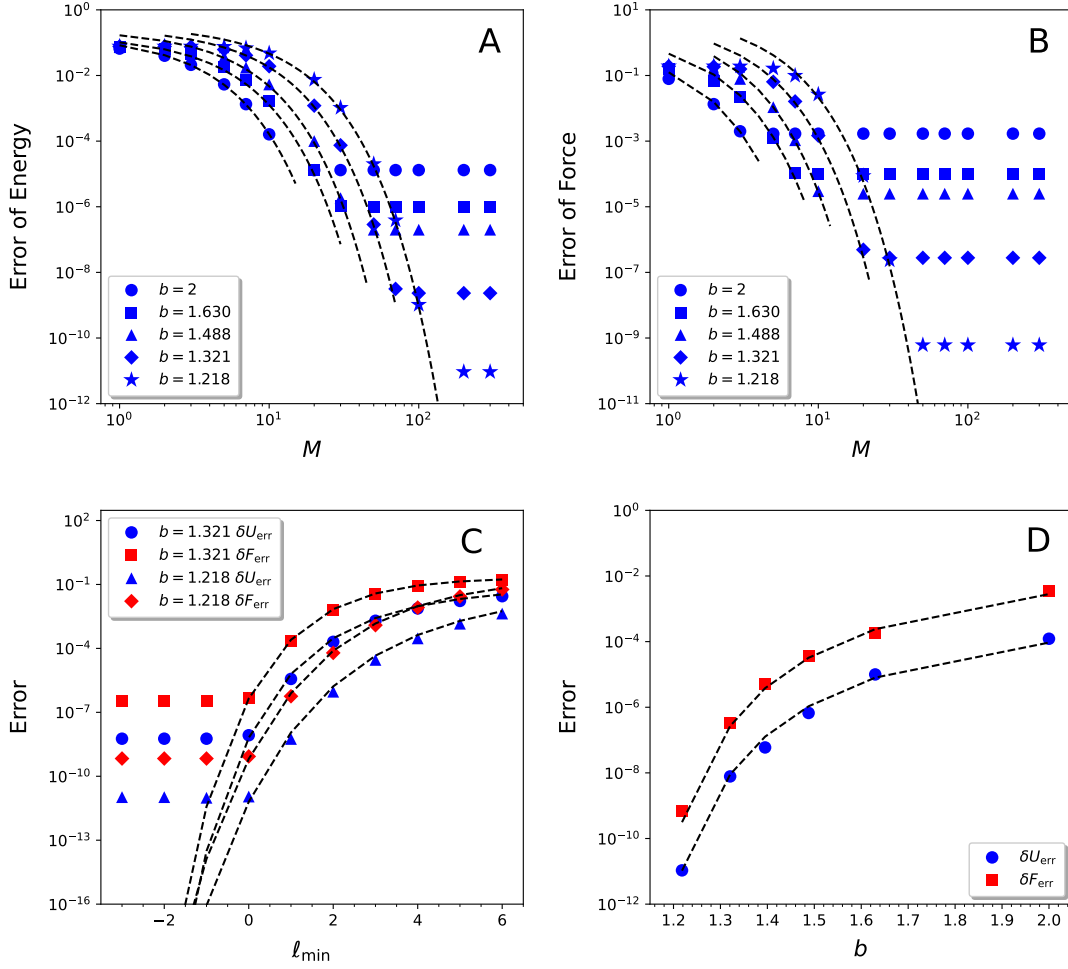 A
Error of Energy
10^0
10^-2
10^-4
10^-6
10^-8
10^-10
10^-12
b = 2
b = 1.630
b = 1.488
b = 1.321
b = 1.218
10^0
10^1
10^2
M
B
Error of Force
10^1
10^-1
10^-3
10^-5
10^-7
10^-9
10^-11
b = 2
b = 1.630
b = 1.488
b = 1.321
b = 1.218
10^0
10^1
10^2
M
C
Error
10^2
10^-1
10^-4
10^-7
10^-10
10^-13
10^-16
b = 1.321 δU_err
b = 1.321 δF_err
b = 1.218 δU_err
b = 1.218 δF_err
−2
0
2
4
6
ℓ_min
D
Error
10^0
10^-2
10^-4
10^-6
10^-8
10^-10
10^-12
δU_err
δF_err
1.2
1.3
1.4
1.5
1.6
1.7
1.8
1.9
2.0
b